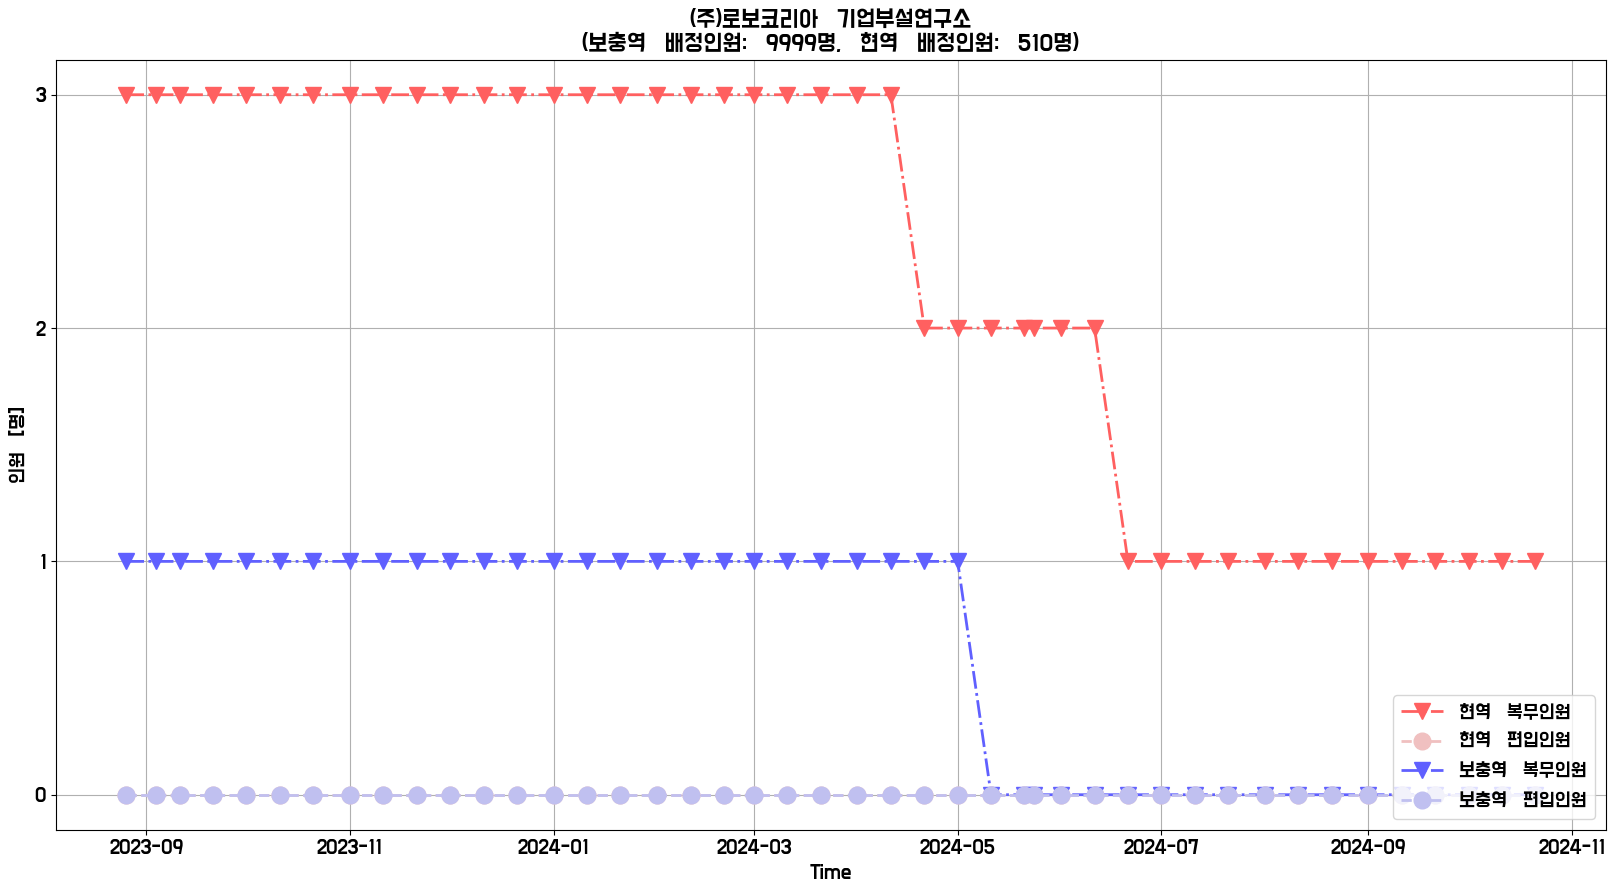 (주)로보코리아 기업부설연구소
(보충역 배정인원: 9999명, 현역 배정인원: 510명)
3
2
1
0
인원 [명]
2023-09 2023-11 2024-01 2024-03 2024-05 2024-07 2024-09 2024-11
Time
현역 복무인원
현역 편입인원
보충역 복무인원
보충역 편입인원